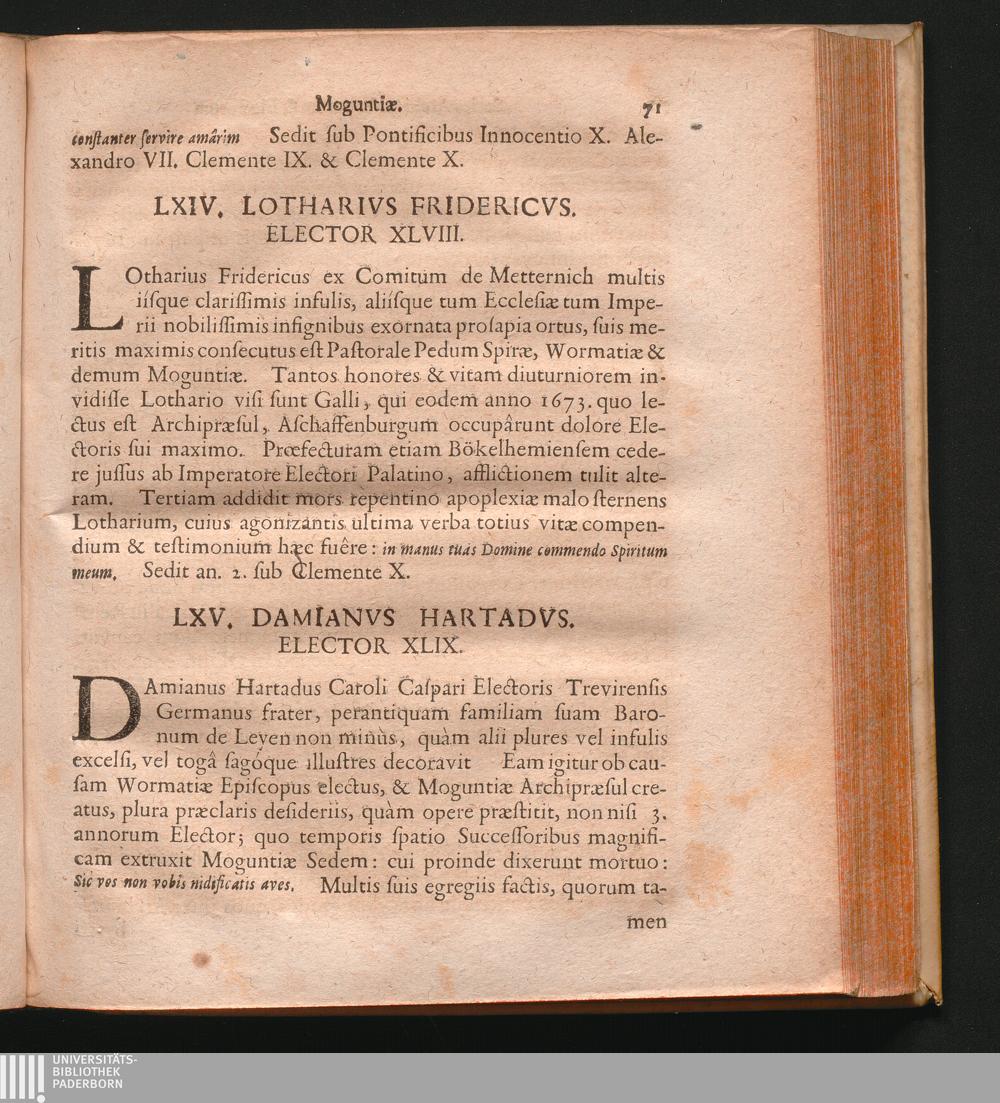 Moguntiæ. 71
conſtanter ſervire amârim Sedit ſub Pontificibus Innocentio X. Ale-
xandro VII. Clemente IX. & Clemente X.
LXIV. LOTHARIVS FRIDERICVS.
ELECTOR XLVIII.
LOtharius Fridericus ex Comitum de Metternich multis
iiſque clariſſimis infulis, aliiſque tum Eccleſiæ tum Impe-
rii nobiliſſimis inſignibus exornata proſapia ortus, ſuis me-
ritis maximis conſecutus eſt Paſtorale Pedum Spiræ, Wormatiæ &
demum Moguntiæ. Tantos honores & vitam diuturniorem in-
vidiſſe Lothario viſi ſunt Galli, qui eodem anno 1673. quo le-
ctus eſt Archipræſul, Aſchaffenburgum occupârunt dolore Ele-
ctoris ſui maximo. Prœfecturam etiam Bökelhemienſem cede-
re juſſus ab Imperatore Electori Palatino, afflictionem tulit alte-
ram. Tertiam addidit mors repentino apoplexiæ malo ſternens
Lotharium, cuius agonizantis ultima verba totius vitæ compen-
dium & teſtimonium hæc fuêre: in manus tuas Domine commendo Spiritum
meum. Sedit an. 2. ſub Clemente X.
LXV. DAMIANVS HARTADVS.
ELECTOR XLIX.
DAmianus Hartadus Caroli Caſpari Electoris Trevirenſis
Germanus frater, perantiquam familiam ſuam Baro-
num de Leyen non minùs, quàm alii plures vel infulis
excelſi, vel togâ ſagóque illuſtres decoravit Eam igitur ob cau-
ſam Wormatiæ Epiſcopus electus, & Moguntiæ Archipræſul cre-
atus, plura præclaris deſideriis, quàm opere præſtitit, non niſi 3.
annorum Elector; quo temporis ſpatio Succeſſoribus magnifi-
cam extruxit Moguntiæ Sedem: cui proinde dixerunt mortuo:
Sic vos non vobis nidificatis aves. Multis ſuis egregiis factis, quorum ta-
men
UNIVERSITÄTS-
BIBLIOTHEK
PADERBORN